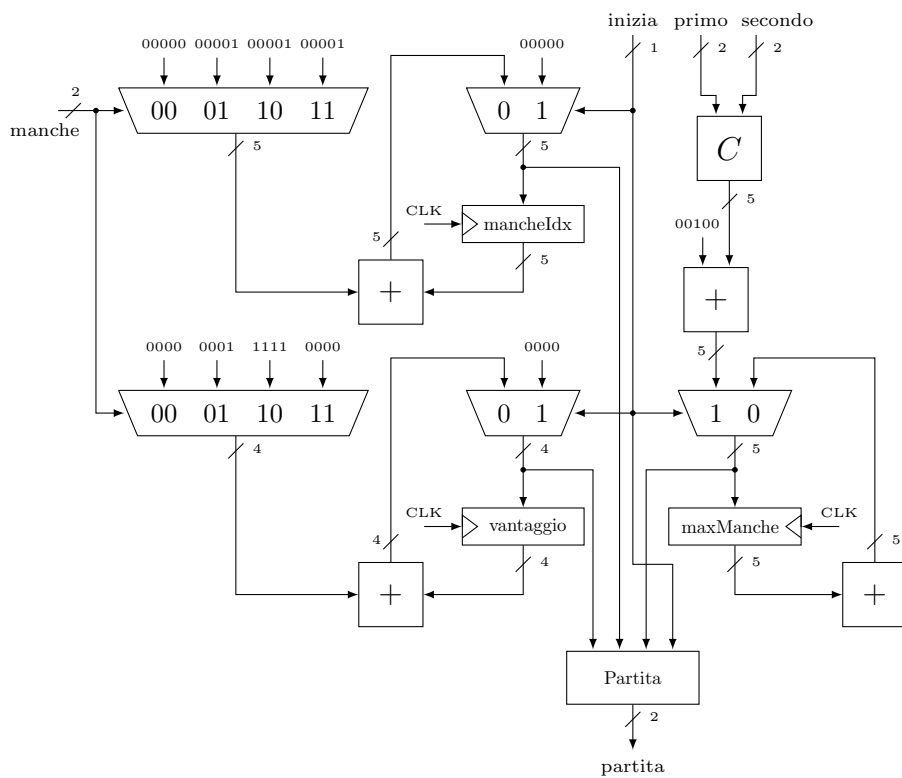 inizia primo secondo
1 2 2
00000 00001 00001 00001 00000
2
manche
00 01 10 11 0 1
C
5 5 5
CLK
mancheIdx
00100
5 5
+ +
5
0000 0001 1111 0000 0000
00 01 10 11 0 1 1 0
4 4 5
CLK vantaggio maxManche CLK
4 4 5 5
+ +
Partita
2
partita